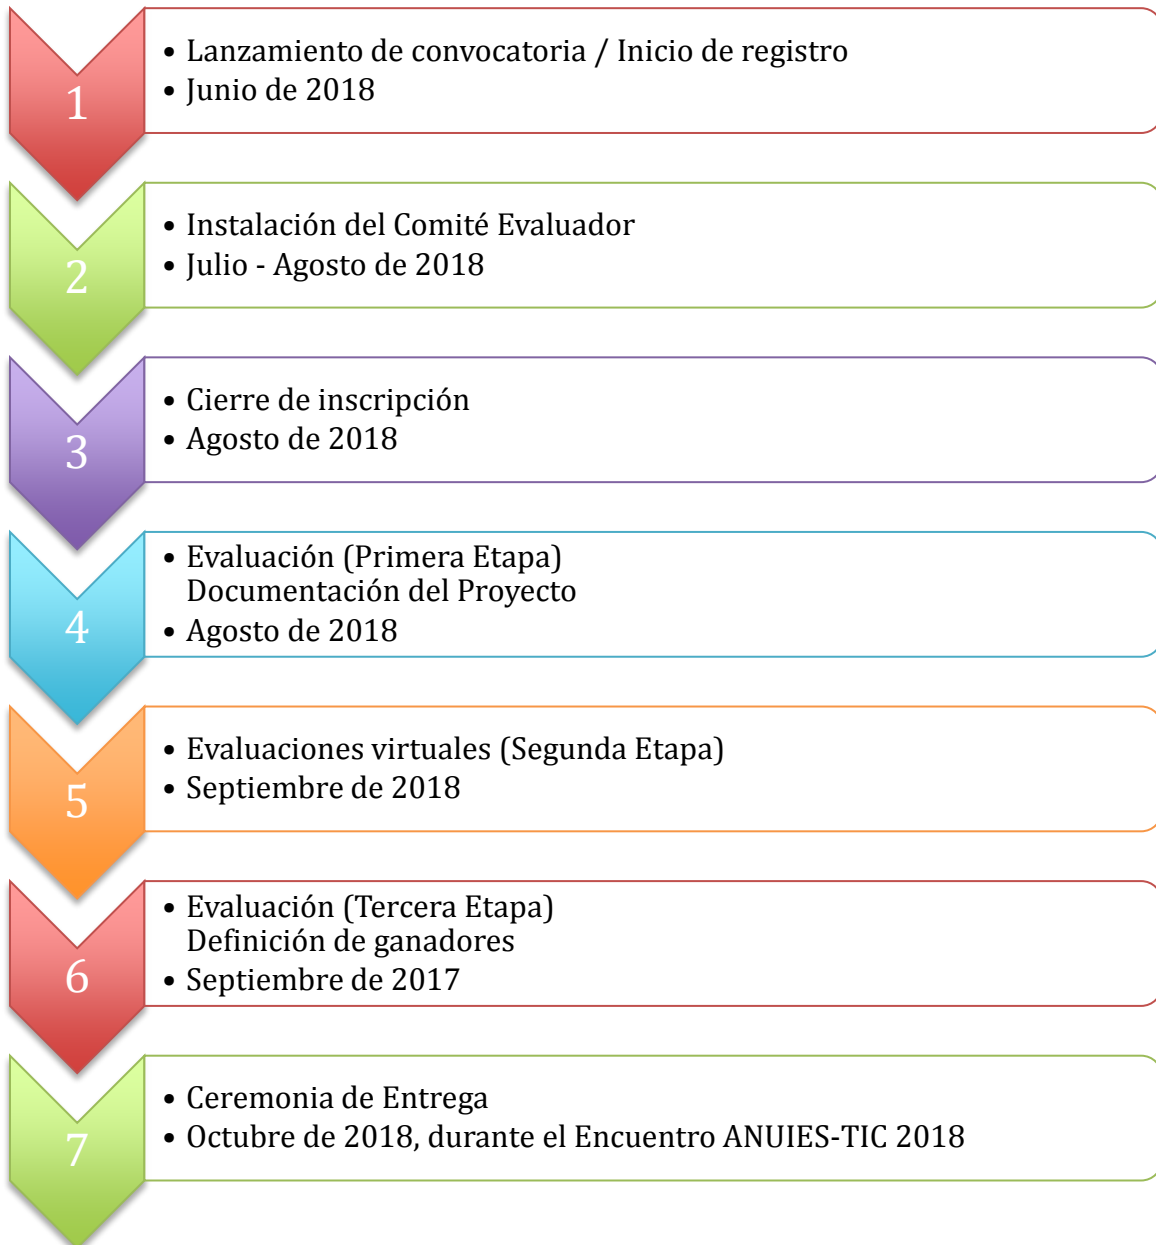 1
• Lanzamiento de convocatoria / Inicio de registro
• Junio de 2018
2
• Instalación del Comité Evaluador
• Julio - Agosto de 2018
3
• Cierre de inscripción
• Agosto de 2018
4
• Evaluación (Primera Etapa)
Documentación del Proyecto
• Agosto de 2018
5
• Evaluaciones virtuales (Segunda Etapa)
• Septiembre de 2018
6
• Evaluación (Tercera Etapa)
Definición de ganadores
• Septiembre de 2017
7
• Ceremonia de Entrega
• Octubre de 2018, durante el Encuentro ANUIES-TIC 2018